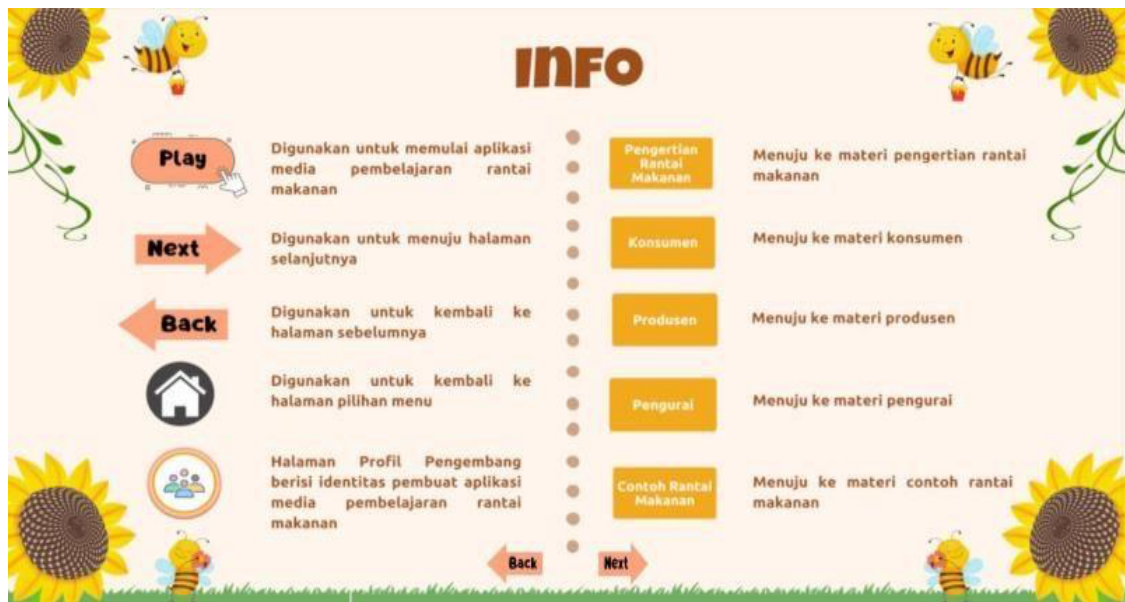 INFO
Play
Digunakan untuk memulai aplikasi
media pembelajaran rantai
makanan
Next
Digunakan untuk menuju halaman
selanjutnya
Back
Digunakan untuk kembali ke
halaman sebelumnya
Digunakan untuk kembali ke
halaman pilihan menu
Halaman Profil Pengembang
berisi identitas pembuat aplikasi
media pembelajaran rantai
makanan
Pengertian
Rantai
Makanan
Menuju ke materi pengertian rantai
makanan
Konsumen
Menuju ke materi konsumen
Produsen
Menuju ke materi produsen
Pengurai
Menuju ke materi pengurai
Contoh Rantai
Makanan
Menuju ke materi contoh rantai
makanan
Back
Next